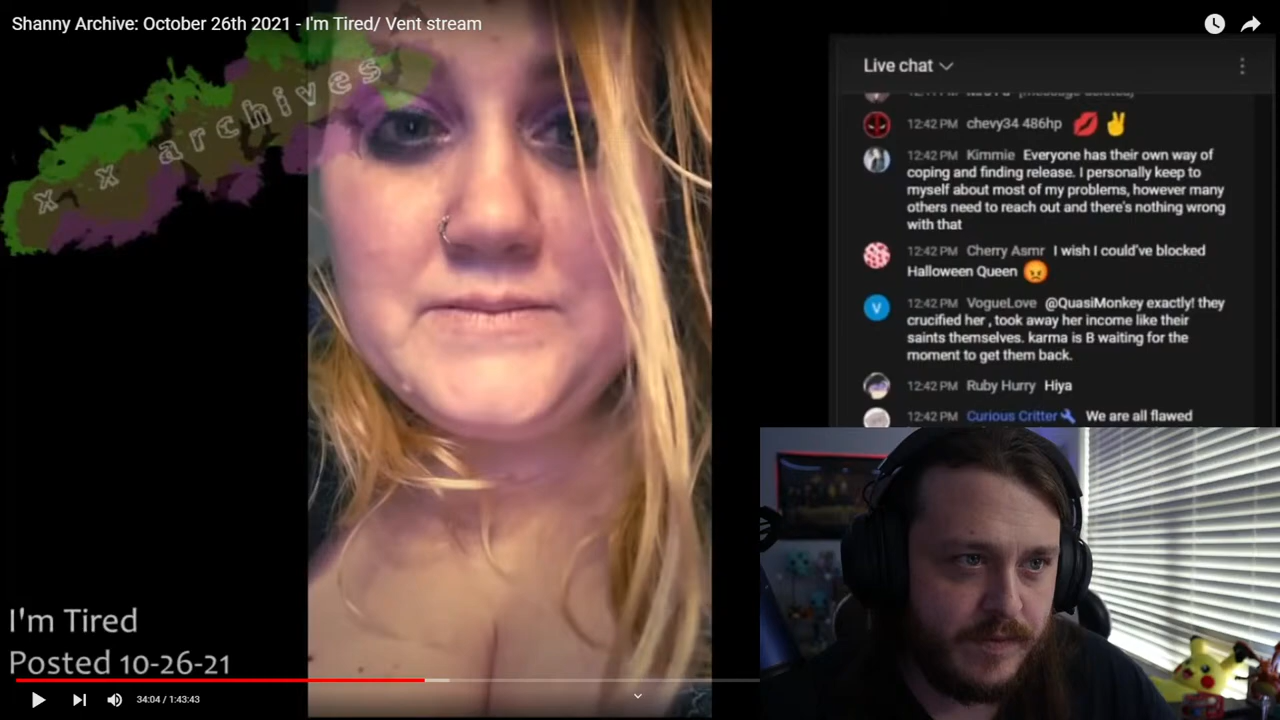 Shanny Archive: October 26th 2021 - I'm Tired/ Vent stream
x x archives
Live chat
[message deleted]
12:42 PM chevy34 486hp 💋✌️
12:42 PM Kimmie Everyone has their own way of
coping and finding release. I personally keep to
myself about most of my problems, however many
others need to reach out and there's nothing wrong
with that
12:42 PM Cherry Asmr I wish I could've blocked
Halloween Queen 😡
V
12:42 PM VogueLove @QuasiMonkey exactly! they
crucified her , took away her income like their
saints themselves. karma is B waiting for the
moment to get them back.
12:42 PM Ruby Hurry Hiya
12:42 PM Curious Critter🔧 We are all flawed
I'm Tired
Posted 10-26-21
34:04 / 1:43:43